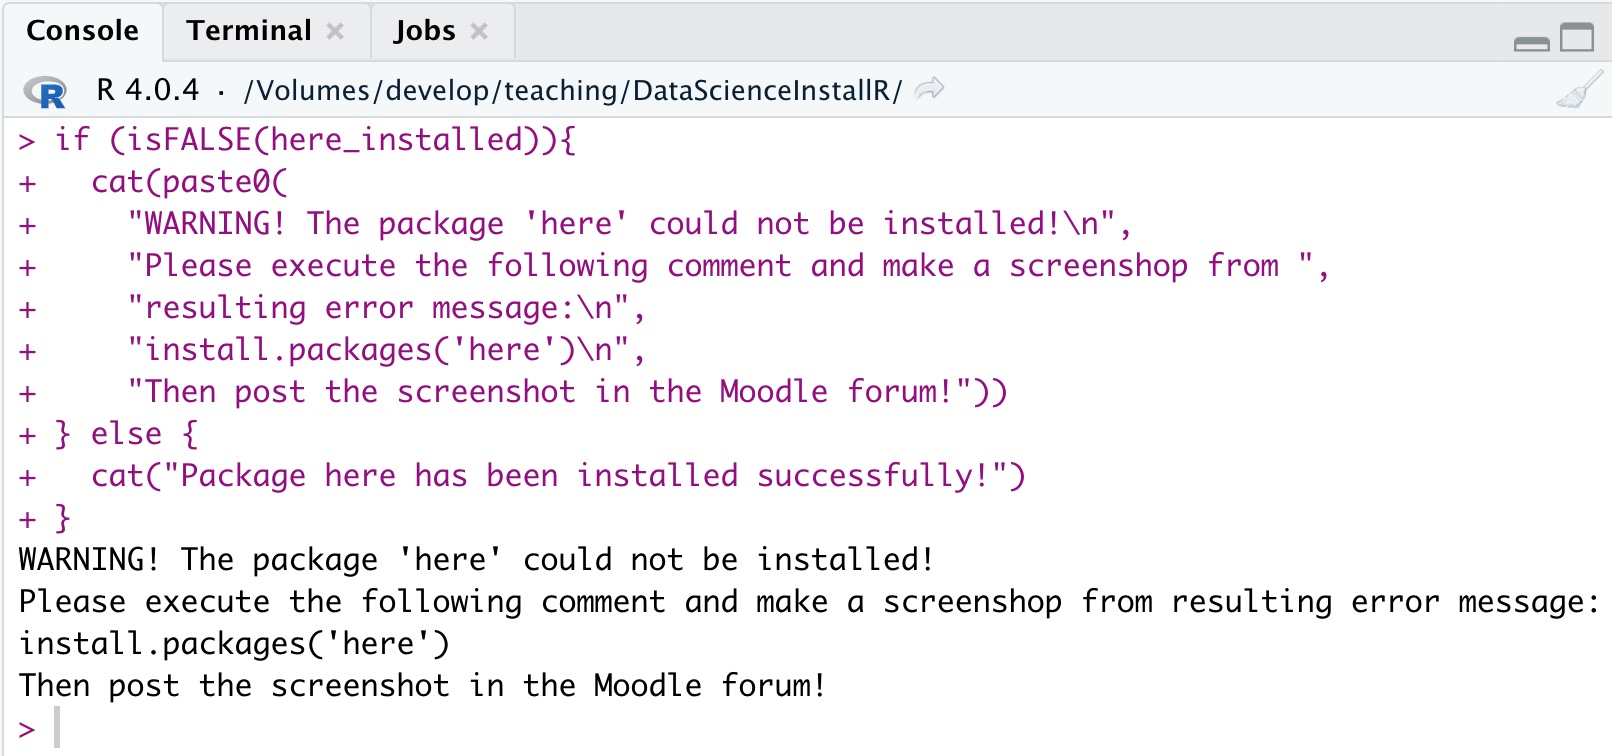 Console Terminal × Jobs ×
R R 4.0.4 · /Volumes/develop/teaching/DataScienceInstallR/
> if (isFALSE(here_installed)){
+   cat(paste0(
+     "WARNING! The package 'here' could not be installed!\n",
+     "Please execute the following comment and make a screenshop from ",
+     "resulting error message:\n",
+     "install.packages('here')\n",
+     "Then post the screenshot in the Moodle forum!"))
+ } else {
+   cat("Package here has been installed successfully!")
+ }
WARNING! The package 'here' could not be installed!
Please execute the following comment and make a screenshop from resulting error message:
install.packages('here')
Then post the screenshot in the Moodle forum!
>